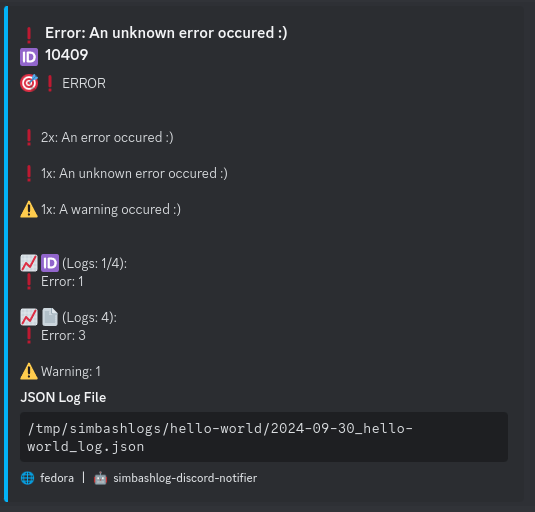 ❗ Error: An unknown error occured :)
🆔 10409
🎯 ❗ ERROR
❗ 2x: An error occured :)
❗ 1x: An unknown error occured :)
⚠️ 1x: A warning occured :)
📈 🆔 (Logs: 1/4):
❗ Error: 1
📈 📄 (Logs: 4):
❗ Error: 3
⚠️ Warning: 1
JSON Log File
/tmp/simbashlogs/hello-world/2024-09-30_hello-
world_log.json
🌐 fedora | 🤖 simbashlog-discord-notifier